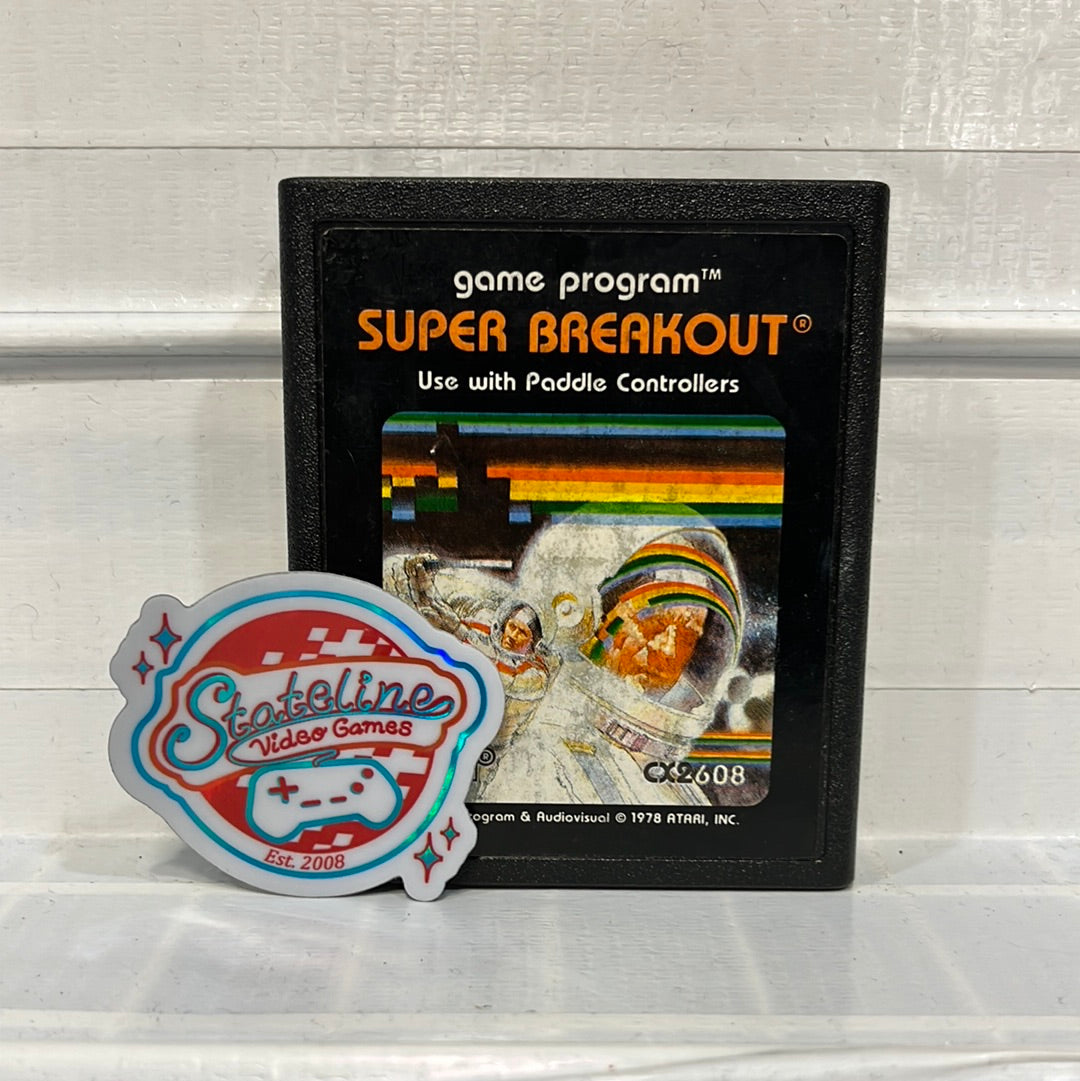 game program™
SUPER BREAKOUT®
Use with Paddle Controllers
CX2608
& Audiovisual © 1978 ATARI, INC.
Stateline
Video Games
Est. 2008